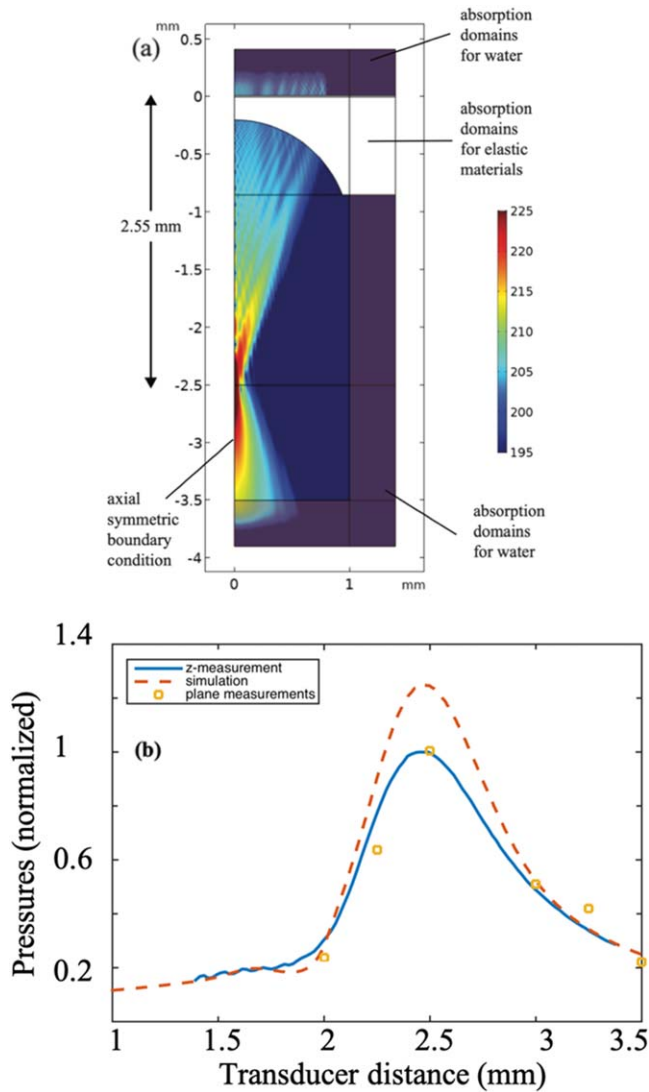 mm
(a)
absorption
domains
for water
0.5
0
-0.5
-1
-1.5
-2
-2.5
-3
-3.5
-4
2.55 mm
absorption
domains
for elastic
materials
225
220
215
210
205
200
195
axial
symmetric
boundary
condition
absorption
domains
for water
0
1
mm
1.4
1
0.6
0.2
Pressures (normalized)
z-measurement
simulation
plane measurements
(b)
1
1.5
2
2.5
3
3.5
Transducer distance (mm)